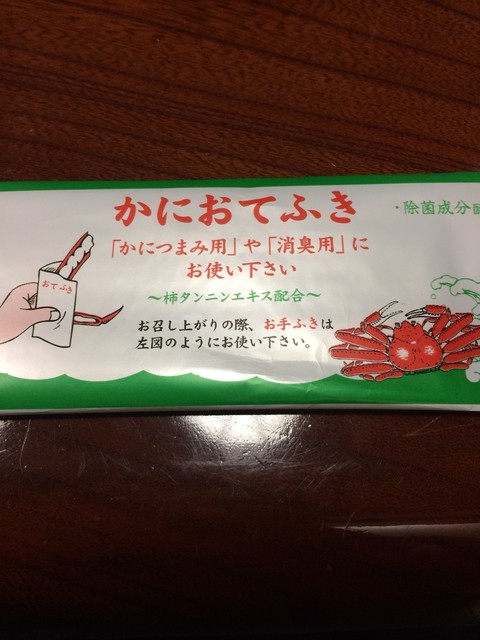 かにおてふき
・除菌成分配
「かにつまみ用」や「消臭用」に
お使い下さい
～柿タンニンエキス配合～
おてふき
お召し上がりの際、お手ふきは
左図のようにお使い下さい。